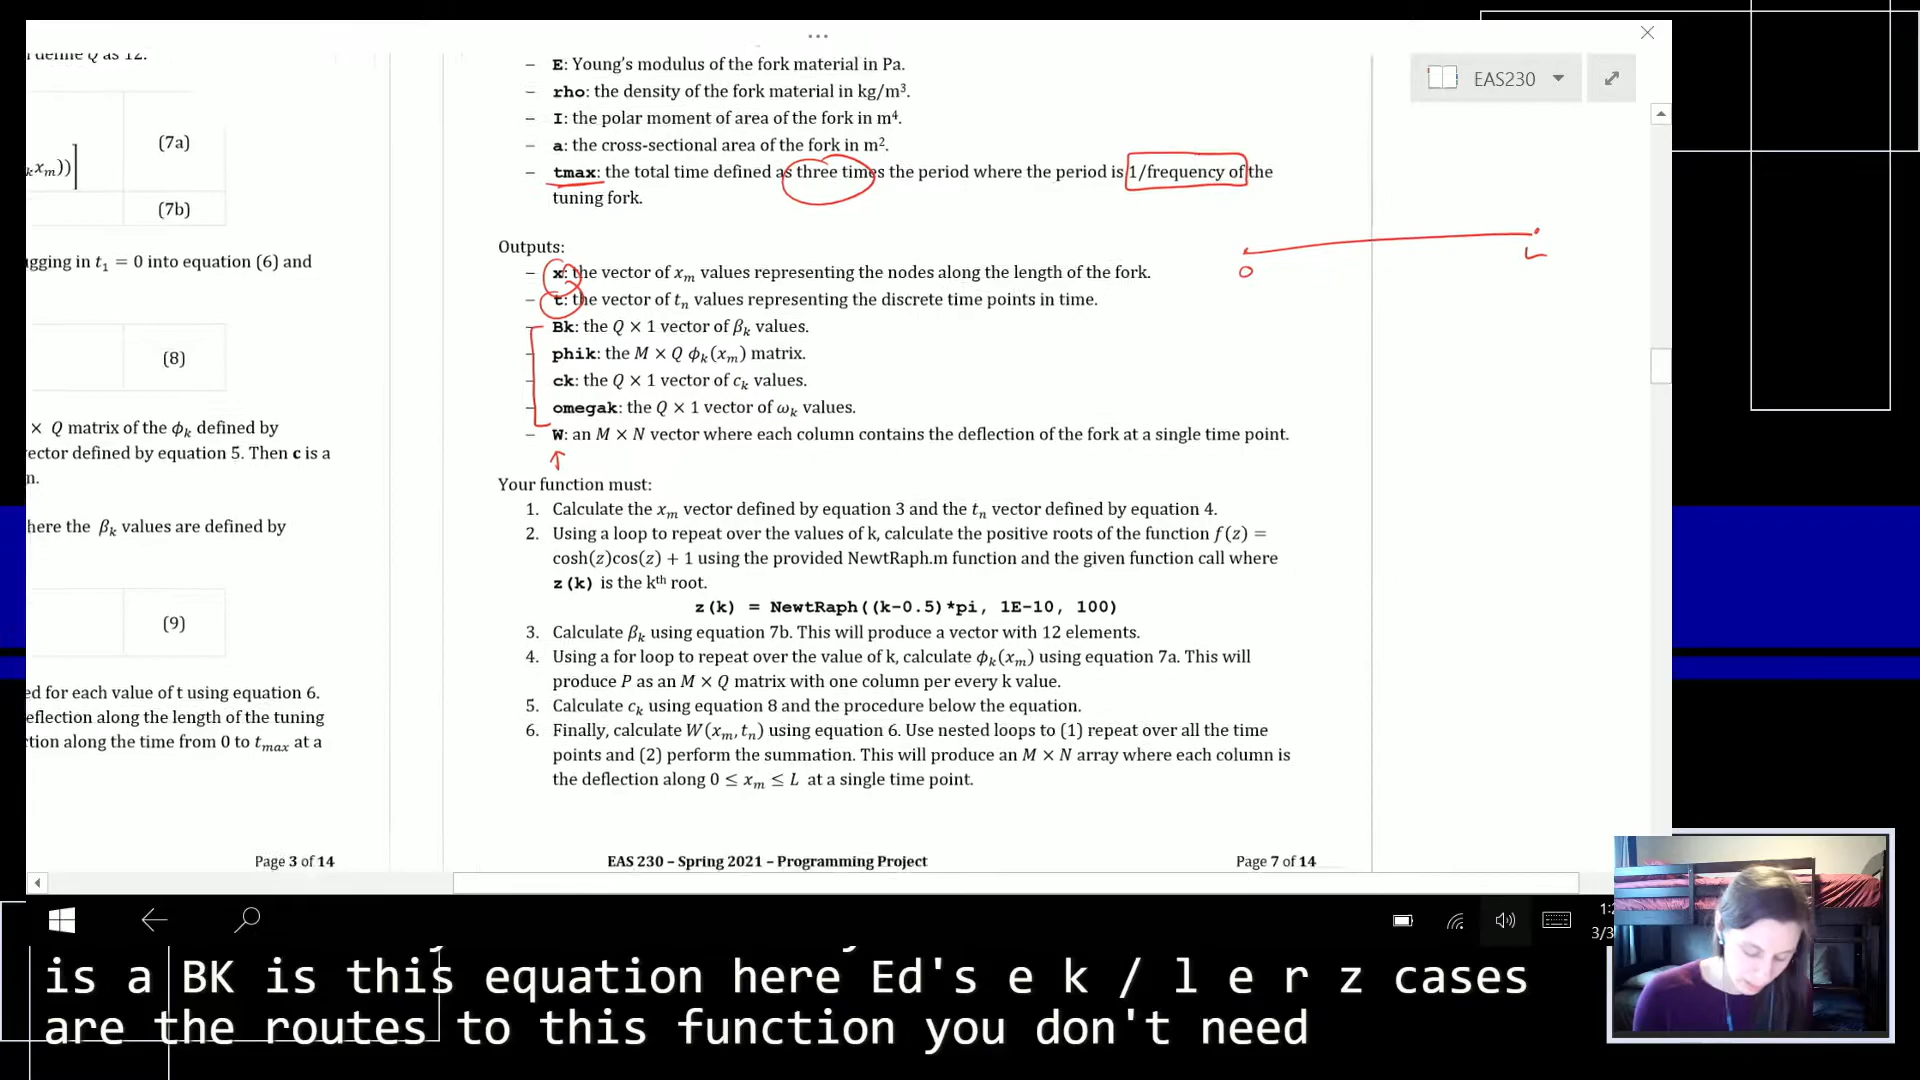 l define Q as 12.
(7a)
ₖxₘ))]
(7b)
gging in t₁ = 0 into equation (6) and
(8)
× Q matrix of the ϕₖ defined by
ector defined by equation 5. Then c is a
n.
here the βₖ values are defined by
(9)
ed for each value of t using equation 6.
eflection along the length of the tuning
tion along the time from 0 to tₘₐₓ at a
Page 3 of 14
– E: Young's modulus of the fork material in Pa.
– rho: the density of the fork material in kg/m³.
– I: the polar moment of area of the fork in m⁴.
– a: the cross-sectional area of the fork in m².
– tmax: the total time defined as three times the period where the period is 1/frequency of the
tuning fork.
Outputs:
– x: the vector of xₘ values representing the nodes along the length of the fork.
– t: the vector of tₙ values representing the discrete time points in time.
– Bk: the Q × 1 vector of βₖ values.
– phik: the M × Q ϕₖ(xₘ) matrix.
– ck: the Q × 1 vector of cₖ values.
– omegak: the Q × 1 vector of ωₖ values.
– W: an M × N vector where each column contains the deflection of the fork at a single time point.
Your function must:
1. Calculate the xₘ vector defined by equation 3 and the tₙ vector defined by equation 4.
2. Using a loop to repeat over the values of k, calculate the positive roots of the function f(z) =
cosh(z)cos(z) + 1 using the provided NewtRaph.m function and the given function call where
z(k) is the kᵗʰ root.
z(k) = NewtRaph((k-0.5)*pi, 1E-10, 100)
3. Calculate βₖ using equation 7b. This will produce a vector with 12 elements.
4. Using a for loop to repeat over the value of k, calculate ϕₖ(xₘ) using equation 7a. This will
produce P as an M × Q matrix with one column per every k value.
5. Calculate cₖ using equation 8 and the procedure below the equation.
6. Finally, calculate W(xₘ, tₙ) using equation 6. Use nested loops to (1) repeat over all the time
points and (2) perform the summation. This will produce an M × N array where each column is
the deflection along 0 ≤ xₘ ≤ L at a single time point.
EAS 230 – Spring 2021 – Programming Project
Page 7 of 14
EAS230
0
L
1:2
3/3
is a BK is this equation here Ed's e k / l e r z cases
are the routes to this function you don't need